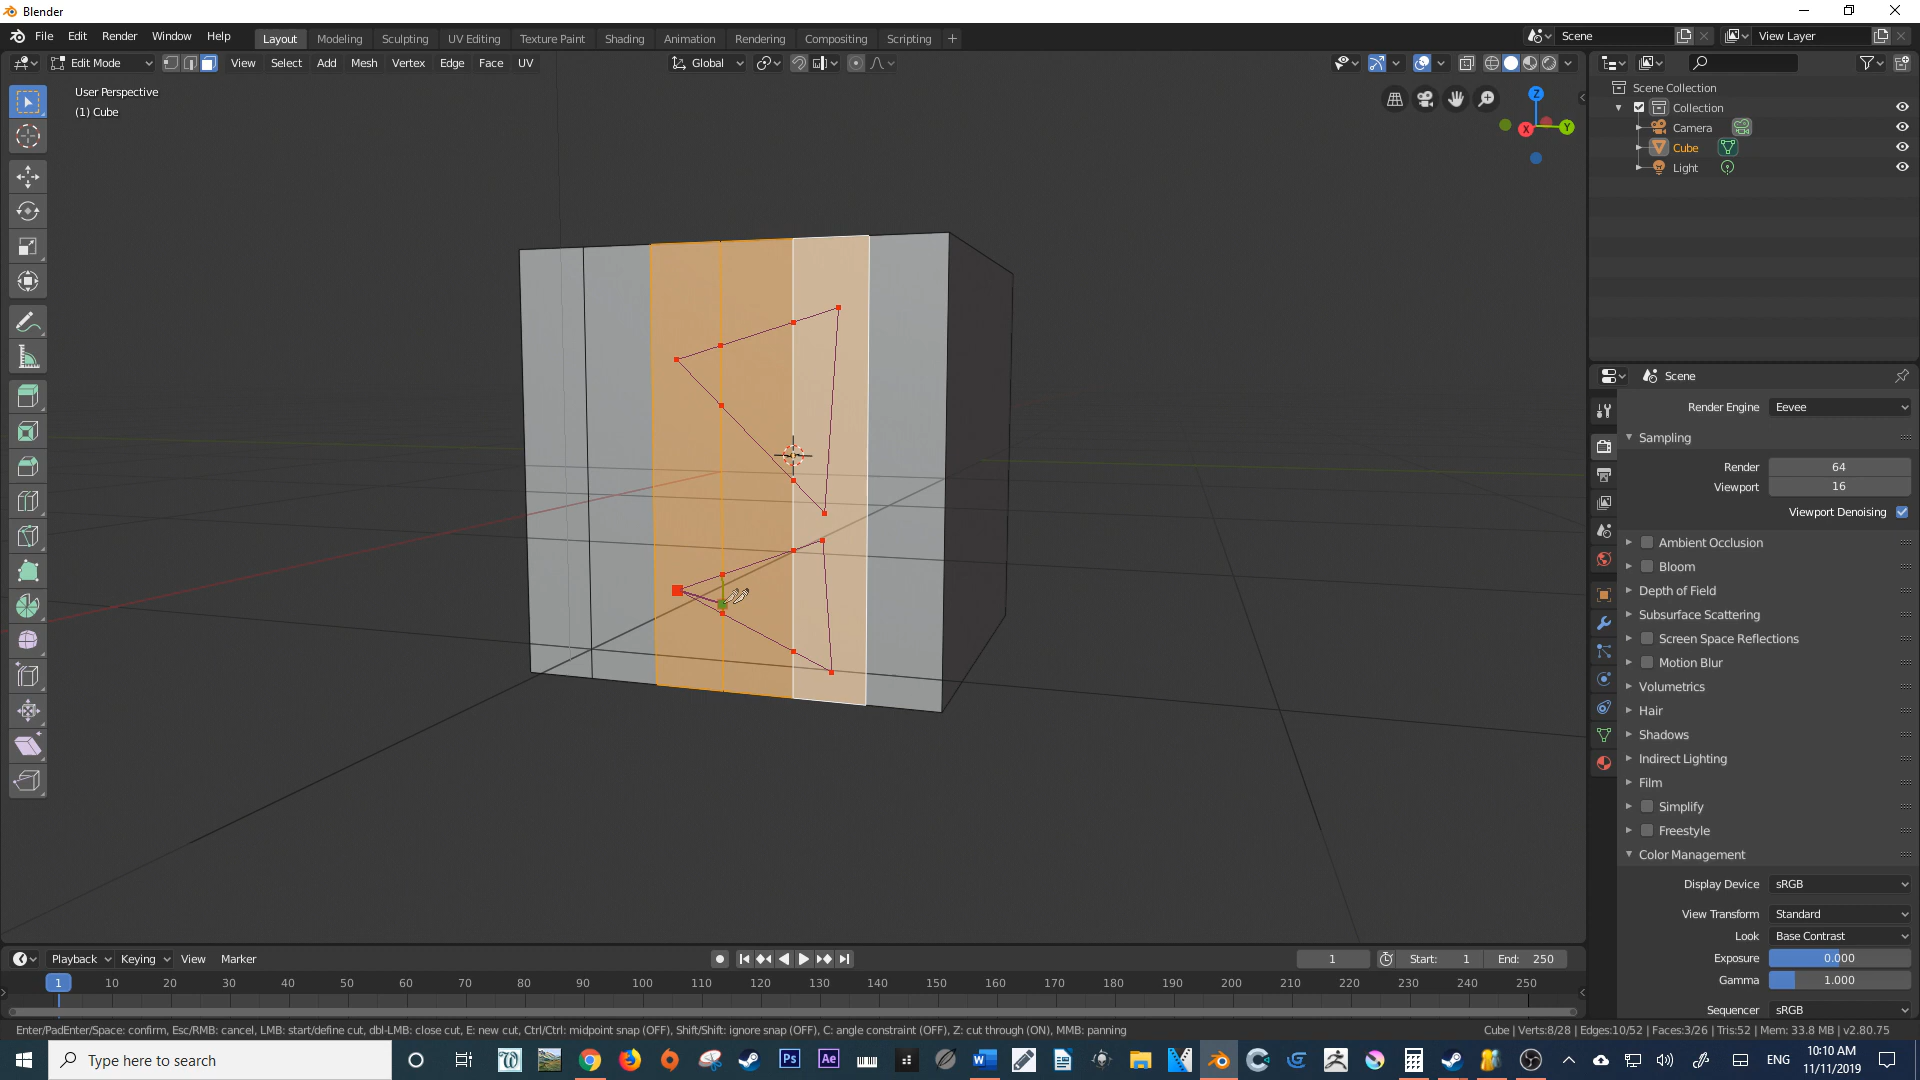 Blender
File Edit Render Window Help Layout Modeling Sculpting UV Editing Texture Paint Shading Animation Rendering Compositing Scripting + Scene View Layer
Edit Mode View Select Add Mesh Vertex Edge Face UV Global
User Perspective
(1) Cube
Z
X
Y
Scene Collection
Collection
Camera
Cube
Light
Scene
Render Engine Eevee
Sampling
Render 64
Viewport 16
Viewport Denoising
Ambient Occlusion
Bloom
Depth of Field
Subsurface Scattering
Screen Space Reflections
Motion Blur
Volumetrics
Hair
Shadows
Indirect Lighting
Film
Simplify
Freestyle
Color Management
Display Device sRGB
View Transform Standard
Look Base Contrast
Exposure 0.000
Gamma 1.000
Sequencer sRGB
Playback Keying View Marker 1 Start: 1 End: 250
1 10 20 30 40 50 60 70 80 90 100 110 120 130 140 150 160 170 180 190 200 210 220 230 240 250
Enter/PadEnter/Space: confirm, Esc/RMB: cancel, LMB: start/define cut, dbl-LMB: close cut, E: new cut, Ctrl/Ctrl: midpoint snap (OFF), Shift/Shift: ignore snap (OFF), C: angle constraint (OFF), Z: cut through (ON), MMB: panning
Cube | Verts:8/28 | Edges:10/52 | Faces:3/26 | Tris:52 | Mem: 33.8 MB | v2.80.75
Type here to search
Ps
Ae
ENG
10:10 AM
11/11/2019